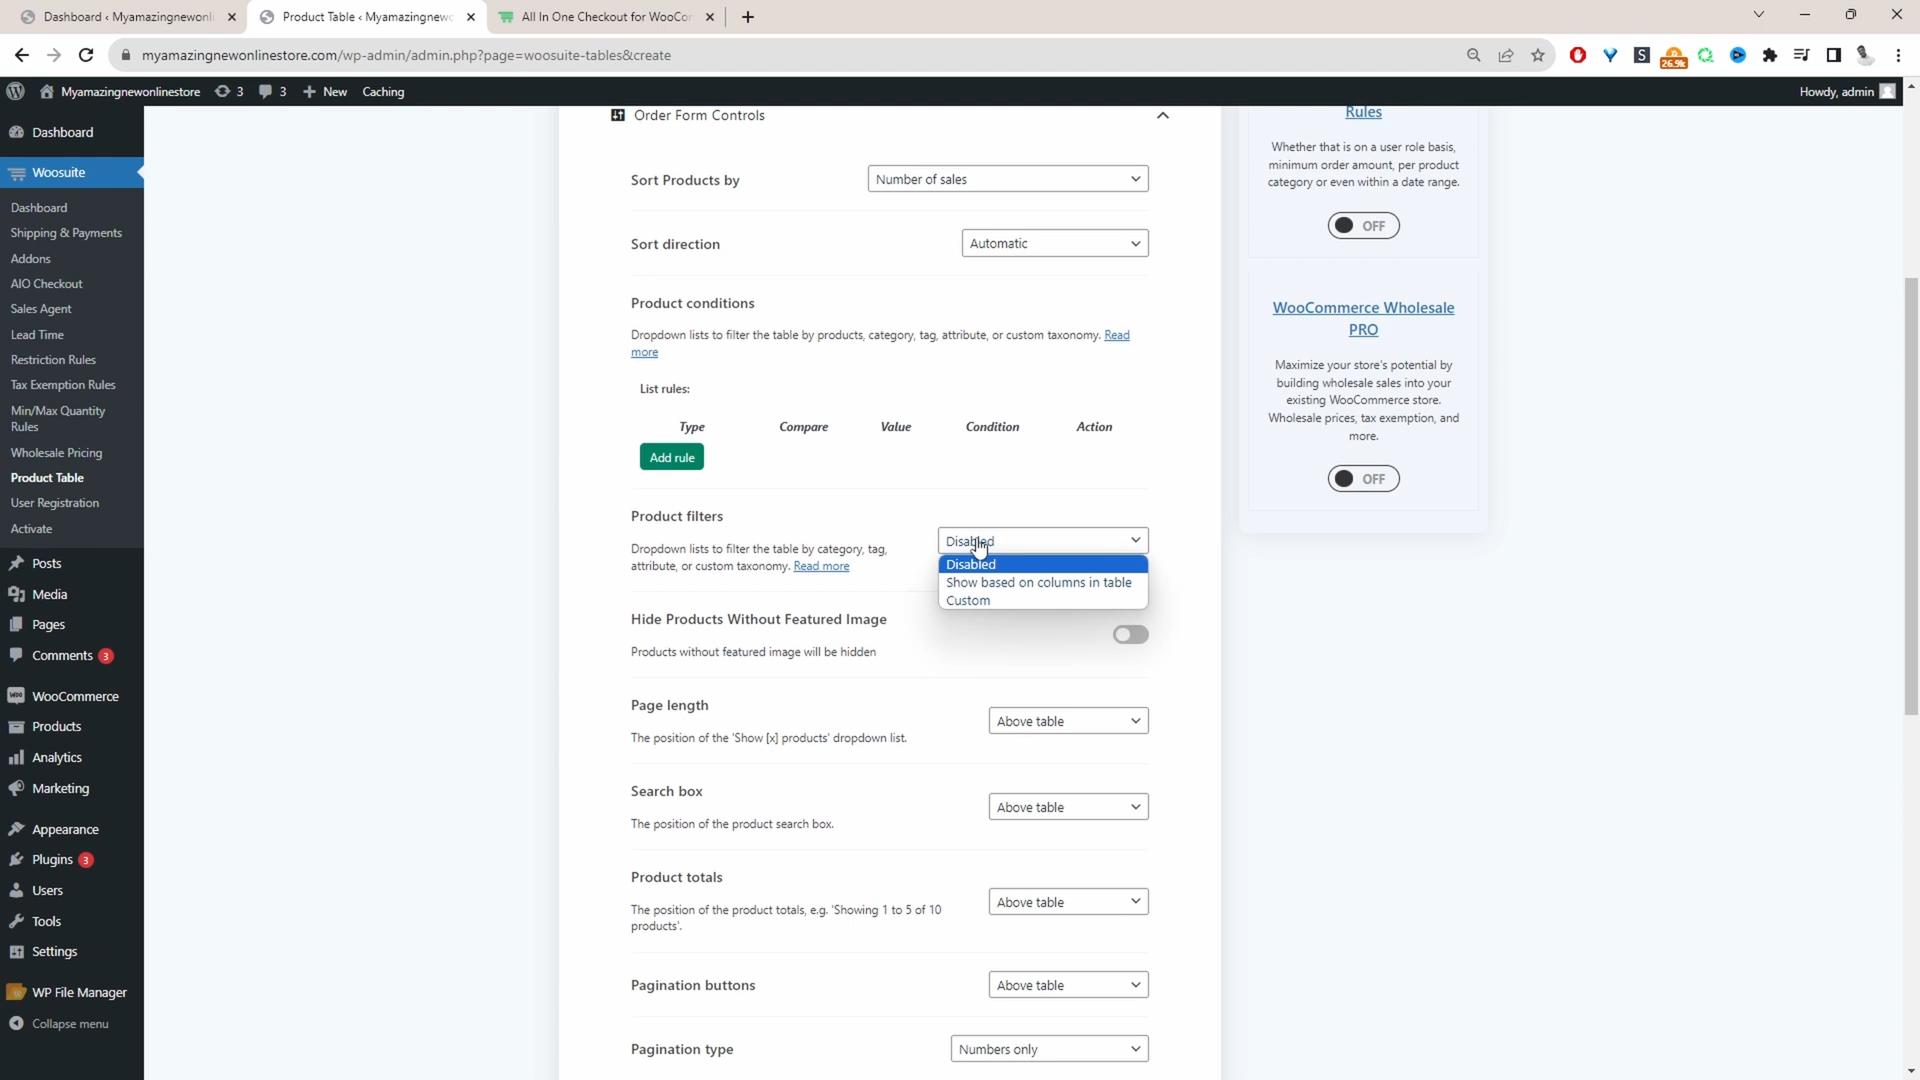 Dashboard ‹ Myamazingnewonli
Product Table ‹ Myamazingnewo
All In One Checkout for WooCor
myamazingnewonlinestore.com/wp-admin/admin.php?page=woosuite-tables&create
26.9k
Myamazingnewonlinestore
3
3
New
Caching
Howdy, admin
Dashboard
Woosuite
Dashboard
Shipping & Payments
Addons
AIO Checkout
Sales Agent
Lead Time
Restriction Rules
Tax Exemption Rules
Min/Max Quantity
Rules
Wholesale Pricing
Product Table
User Registration
Activate
Posts
Media
Pages
Comments 3
WooCommerce
Products
Analytics
Marketing
Appearance
Plugins 3
Users
Tools
Settings
WP File Manager
Collapse menu
Order Form Controls
Sort Products by
Number of sales
Sort direction
Automatic
Product conditions
Dropdown lists to filter the table by products, category, tag, attribute, or custom taxonomy. Read
more
List rules:
Type Compare Value Condition Action
Add rule
Product filters
Dropdown lists to filter the table by category, tag,
attribute, or custom taxonomy. Read more
Disabled
Disabled
Show based on columns in table
Custom
Hide Products Without Featured Image
Products without featured image will be hidden
Page length
The position of the 'Show [x] products' dropdown list.
Above table
Search box
The position of the product search box.
Above table
Product totals
The position of the product totals, e.g. 'Showing 1 to 5 of 10
products'.
Above table
Pagination buttons
Above table
Pagination type
Numbers only
Rules
Whether that is on a user role basis,
minimum order amount, per product
category or even within a date range.
OFF
WooCommerce Wholesale
PRO
Maximize your store's potential by
building wholesale sales into your
existing WooCommerce store.
Wholesale prices, tax exemption, and
more.
OFF